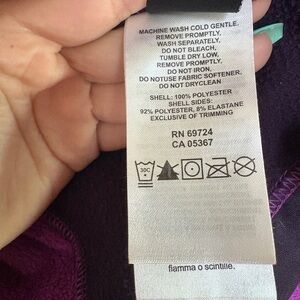 MACHINE WASH COLD GENTLE,
REMOVE PROMPTLY,
WASH SEPARATELY,
DO NOT BLEACH,
TUMBLE DRY LOW,
REMOVE PROMPTLY,
DO NOT IRON,
DO NOTUSE FABRIC SOFTENER,
DO NOT DRYCLEAN
SHELL: 100% POLYESTER
SHELL SIDES:
92% POLYESTER, 8% ELASTANE
EXCLUSIVE OF TRIMMING
RN 69724
CA 05367
30C
fiamma o scintille.